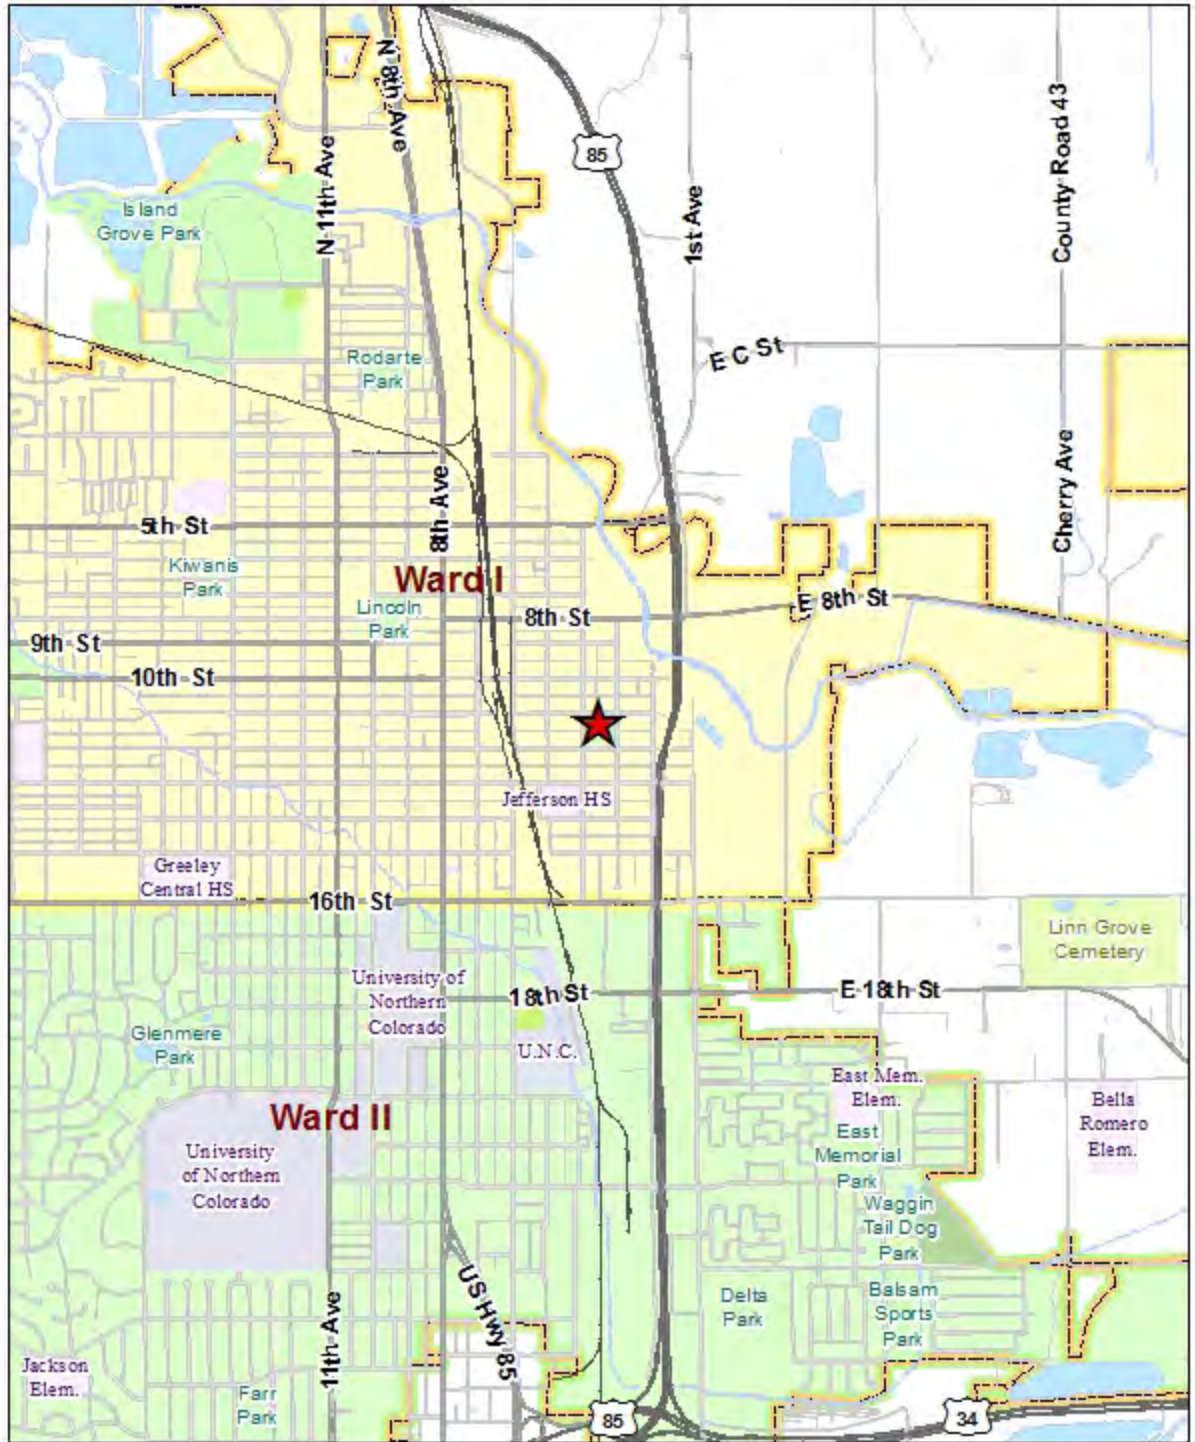 N 8th Ave
85
N 11th Ave
1st Ave
County Road 43
Island
Grove Park
E C St
Rodarte
Park
8th Ave
Cherry Ave
5th St
Kiwanis
Park
Ward I
Lincoln
Park
8th St
E 8th St
9th St
10th St
Jefferson HS
Greeley
Central HS
16th St
Linn Grove
Cemetery
University of
Northern
Colorado
18th St
E 18th St
Glenmere
Park
U.N.C.
East Mem.
Elem.
Bella
Romero
Elem.
Ward II
East
Memorial
Park
University
of Northern
Colorado
Waggin
Tail Dog
Park
US Hwy 85
11th Ave
Delta
Park
Balsam
Sports
Park
Jackson
Elem.
Farr
Park
85
34